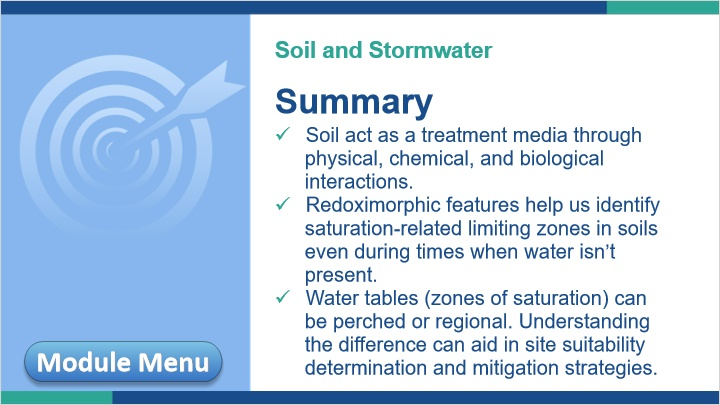 Soil and Stormwater
Summary
✓ Soil act as a treatment media through
physical, chemical, and biological
interactions.
✓ Redoximorphic features help us identify
saturation-related limiting zones in soils
even during times when water isn’t
present.
✓ Water tables (zones of saturation) can
be perched or regional. Understanding
the difference can aid in site suitability
determination and mitigation strategies.
Module Menu